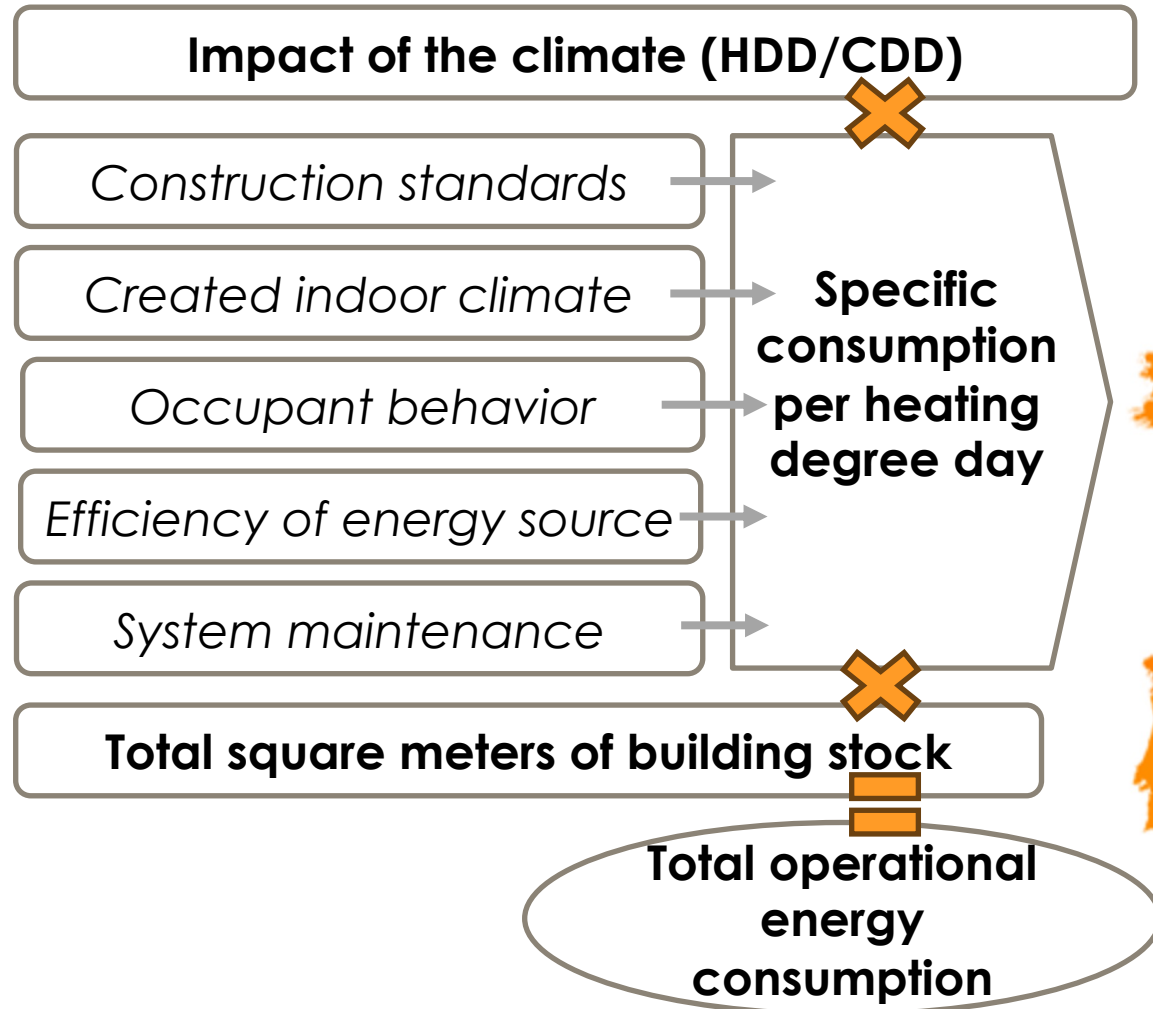 Impact of the climate (HDD/CDD)
Construction standards
Created indoor climate
Occupant behavior
Efficiency of energy source
System maintenance
Specific
consumption
per heating
degree day
Total square meters of building stock
Total operational
energy
consumption